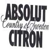 ABSOLUT
Country of Sweden
CITRON